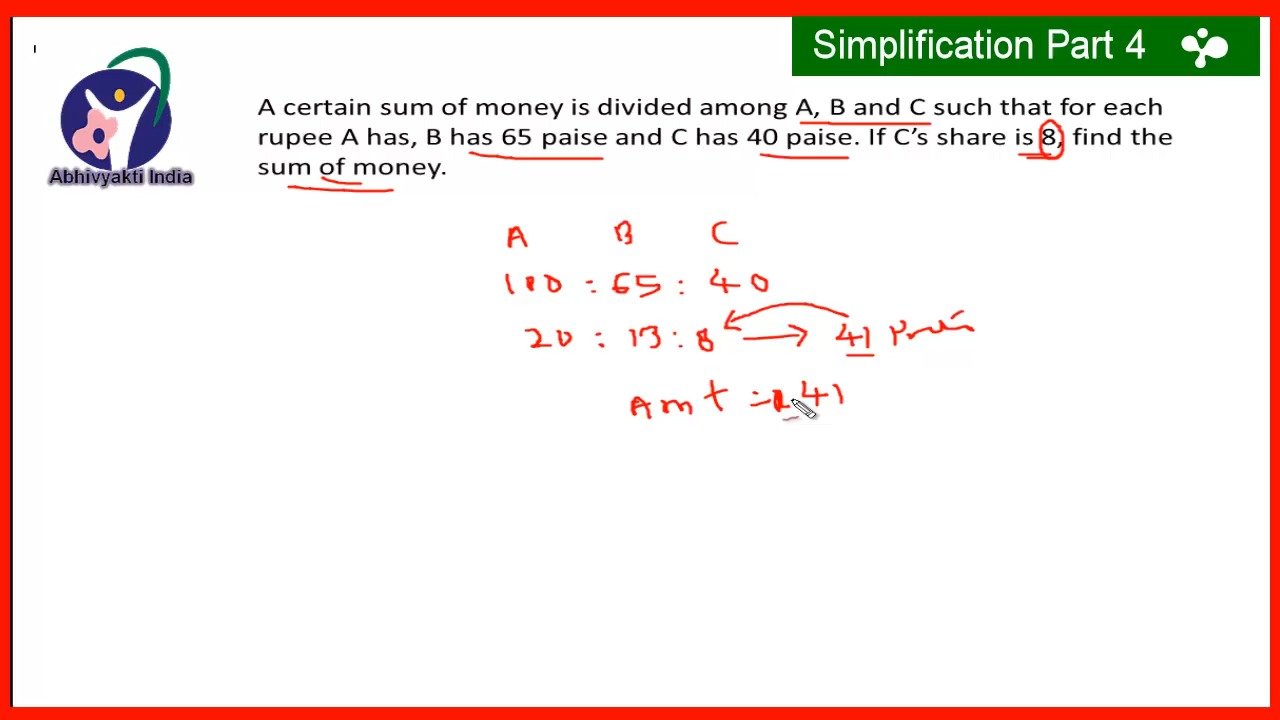 Simplification Part 4
Abhivyakti India
A certain sum of money is divided among A, B and C such that for each
rupee A has, B has 65 paise and C has 40 paise. If C’s share is 8, find the
sum of money.
A B C
100 : 65 : 40
20 : 13 : 8 → 41
Amt = 41